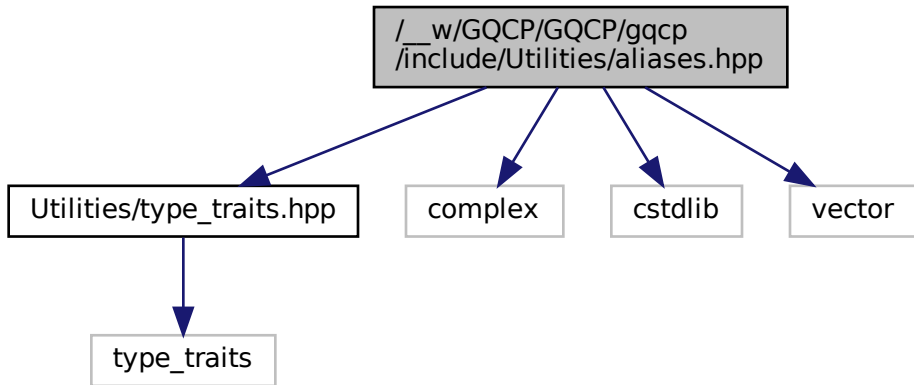 /__w/GQCP/GQCP/gqcp
/include/Utilities/aliases.hpp
Utilities/type_traits.hpp
complex
cstdlib
vector
type_traits